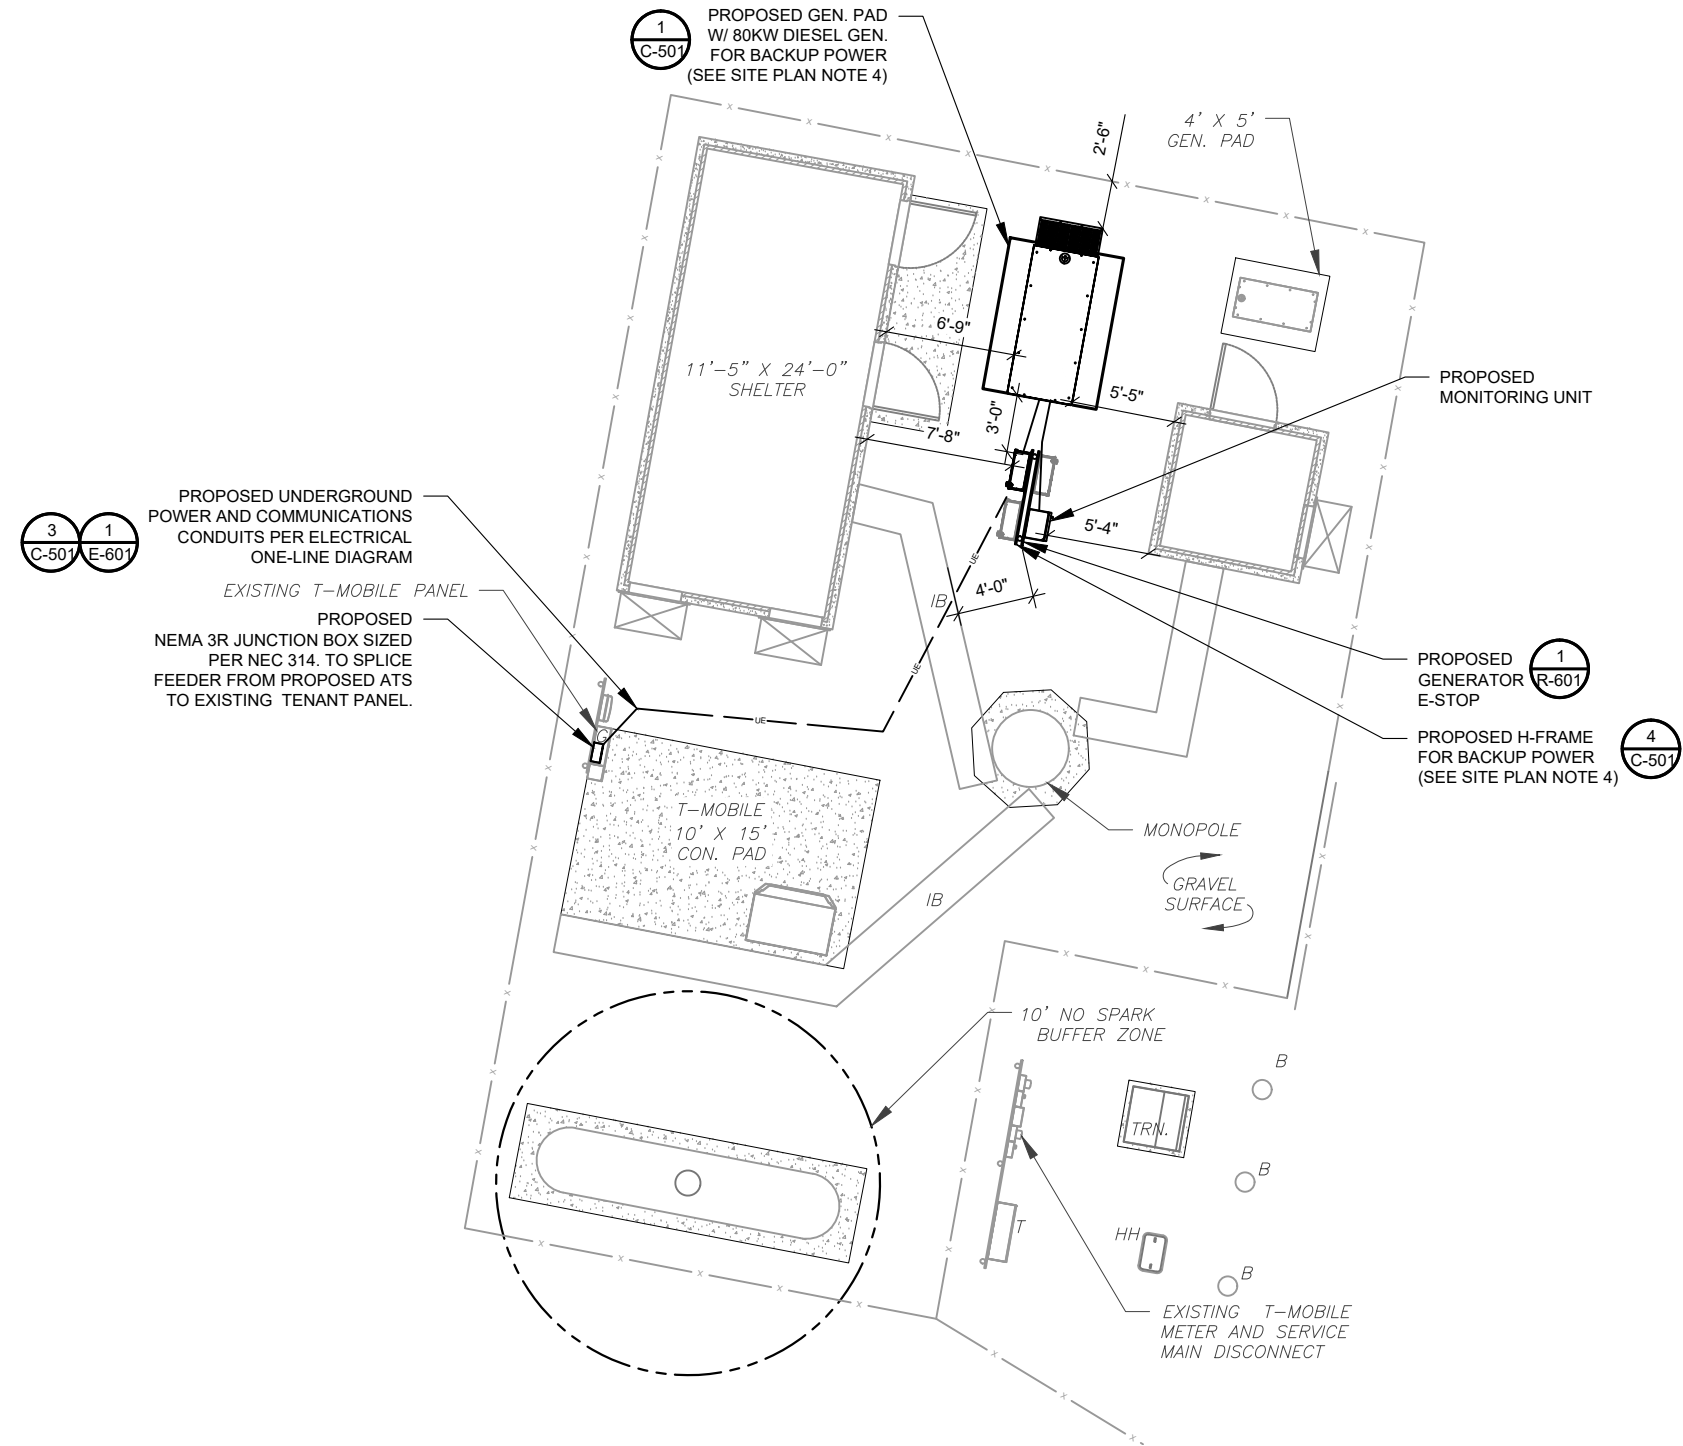 1
C-501
PROPOSED GEN. PAD
W/ 80KW DIESEL GEN.
FOR BACKUP POWER
(SEE SITE PLAN NOTE 4)
2'-6"
4' X 5'
GEN. PAD
6'-9"
11'-5" X 24'-0"
SHELTER
5'-5"
PROPOSED
MONITORING UNIT
3'-0"
7'-8"
3
C-501
1
E-601
PROPOSED UNDERGROUND
POWER AND COMMUNICATIONS
CONDUITS PER ELECTRICAL
ONE-LINE DIAGRAM
5'-4"
UE
4'-0"
IB
EXISTING T-MOBILE PANEL
PROPOSED
NEMA 3R JUNCTION BOX SIZED
PER NEC 314. TO SPLICE
FEEDER FROM PROPOSED ATS
TO EXISTING TENANT PANEL.
PROPOSED
GENERATOR
E-STOP
1
R-601
UE
UE
G
PROPOSED H-FRAME
FOR BACKUP POWER
(SEE SITE PLAN NOTE 4)
4
C-501
T-MOBILE
10' X 15'
CON. PAD
MONOPOLE
GRAVEL
SURFACE
IB
10' NO SPARK
BUFFER ZONE
B
TRN.
B
T
HH
B
EXISTING T-MOBILE
METER AND SERVICE
MAIN DISCONNECT